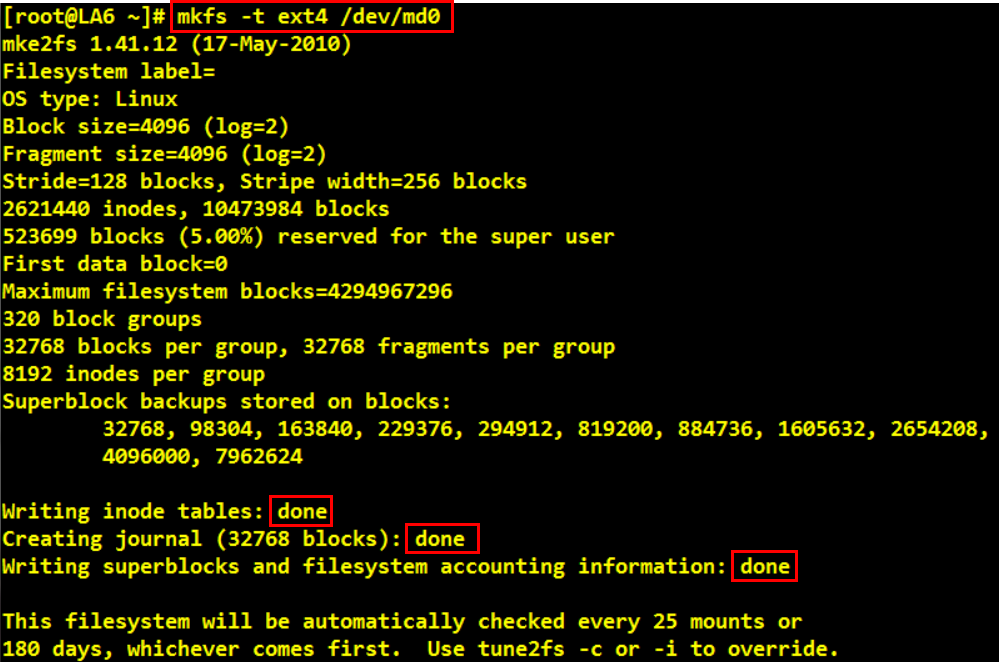 [root@LA6 ~]# mkfs -t ext4 /dev/md0
mke2fs 1.41.12 (17-May-2010)
Filesystem label=
OS type: Linux
Block size=4096 (log=2)
Fragment size=4096 (log=2)
Stride=128 blocks, Stripe width=256 blocks
2621440 inodes, 10473984 blocks
523699 blocks (5.00%) reserved for the super user
First data block=0
Maximum filesystem blocks=4294967296
320 block groups
32768 blocks per group, 32768 fragments per group
8192 inodes per group
Superblock backups stored on blocks:
32768, 98304, 163840, 229376, 294912, 819200, 884736, 1605632, 2654208,
4096000, 7962624
Writing inode tables: done
Creating journal (32768 blocks): done
Writing superblocks and filesystem accounting information: done
This filesystem will be automatically checked every 25 mounts or
180 days, whichever comes first.  Use tune2fs -c or -i to override.